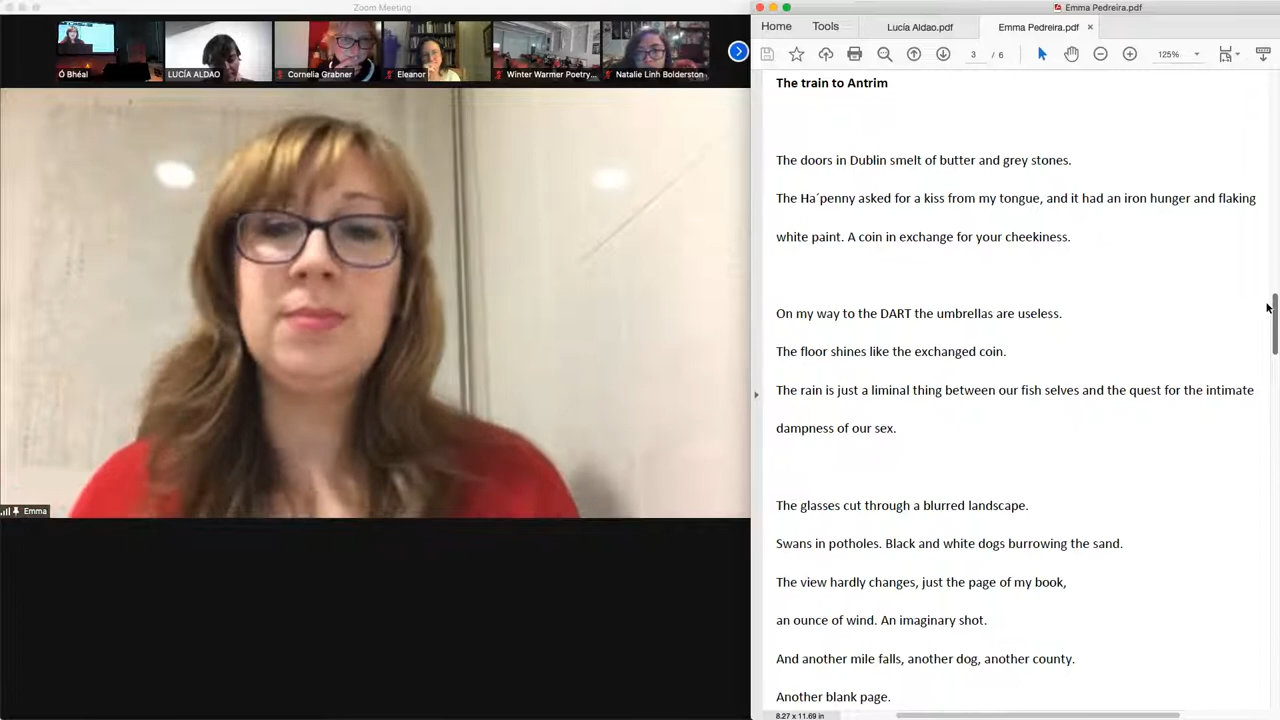 Zoom Meeting
Ó Bhéal
LUCÍA ALDAO
Cornelia Grabner
Eleanor
Winter Warmer Poetry...
Natalie Linh Bolderston
Emma
Emma Pedreira.pdf
Home
Tools
Lucía Aldao.pdf
Emma Pedreira.pdf
3 / 6
125%
The train to Antrim
The doors in Dublin smelt of butter and grey stones.
The Ha´penny asked for a kiss from my tongue, and it had an iron hunger and flaking
white paint. A coin in exchange for your cheekiness.
On my way to the DART the umbrellas are useless.
The floor shines like the exchanged coin.
The rain is just a liminal thing between our fish selves and the quest for the intimate
dampness of our sex.
The glasses cut through a blurred landscape.
Swans in potholes. Black and white dogs burrowing the sand.
The view hardly changes, just the page of my book,
an ounce of wind. An imaginary shot.
And another mile falls, another dog, another county.
Another blank page.
8.27 x 11.69 in